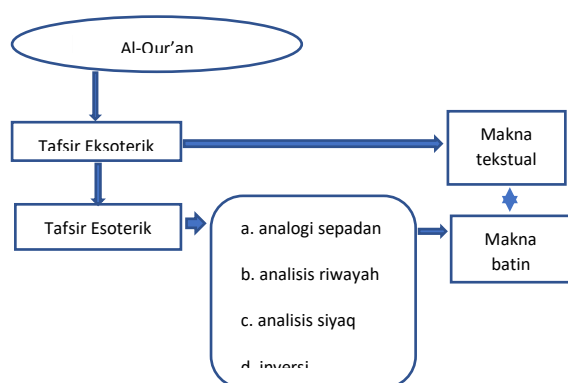 Al-Qur'an
Tafsir Eksoterik
Makna
tekstual
Tafsir Esoterik
a. analogi sepadan
b. analisis riwayah
c. analisis siyaq
d. inversi
Makna
batin